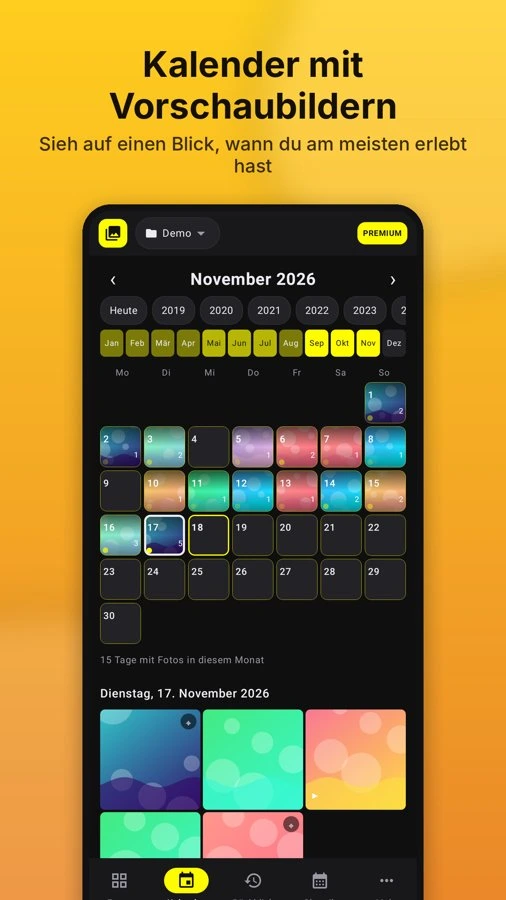 Kalender mit
Vorschaubildern
Sieh auf einen Blick, wann du am meisten erlebt
hast
Demo
PREMIUM
November 2026
Heute 2019 2020 2021 2022 2023 2
Jan Feb Mär Apr Mai Jun Jul Aug Sep Okt Nov Dez
Mo Di Mi Do Fr Sa So
1 2
2 1 3 2 4 5 1 6 2 7 2 8 1
9 10 1 11 1 12 1 13 1 14 2 15 2
16 3 17 5 18 19 20 21 22
23 24 25 26 27 28 29
30
15 Tage mit Fotos in diesem Monat
Dienstag, 17. November 2026